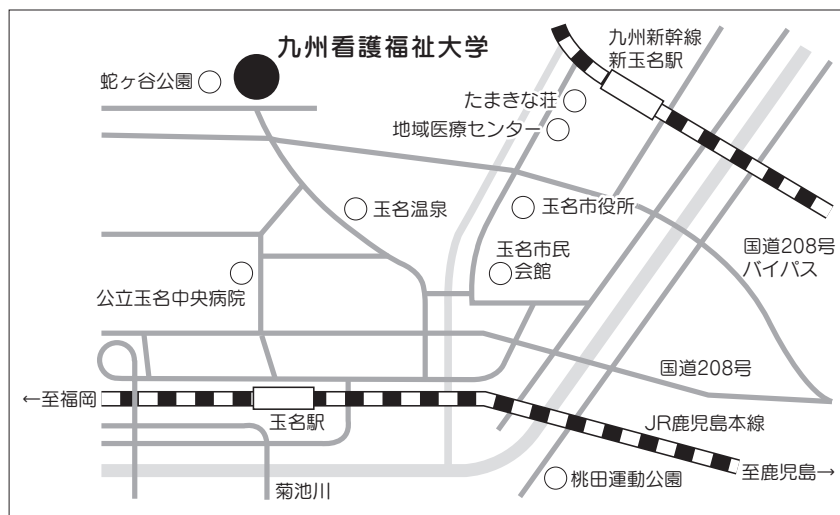 九州看護福祉大学
九州新幹線
新玉名駅
蛇ヶ谷公園
たまきな荘
地域医療センター
玉名温泉
玉名市役所
玉名市民
会館
国道208号
バイパス
公立玉名中央病院
国道208号
←至福岡
玉名駅
JR鹿児島本線
至鹿児島→
菊池川
桃田運動公園